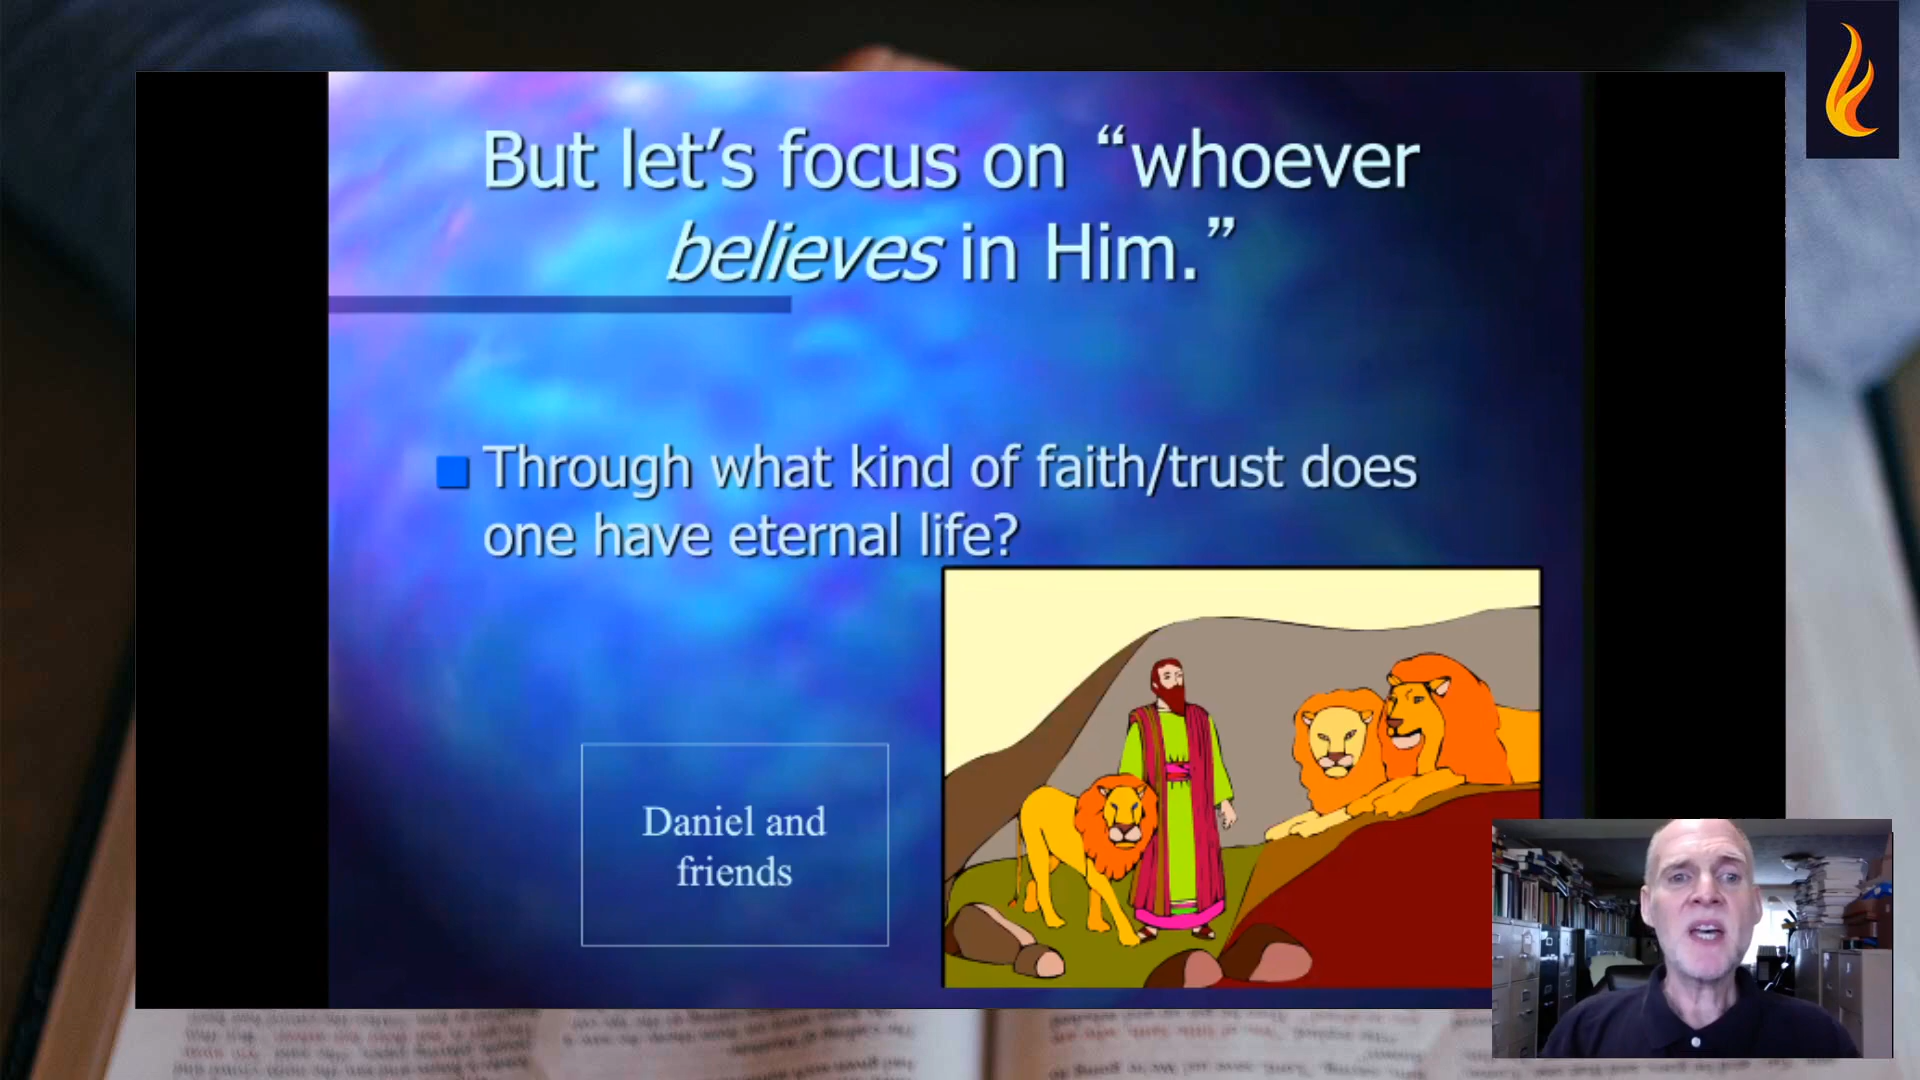 But let’s focus on “whoever
believes in Him.”
Through what kind of faith/trust does
one have eternal life?
Daniel and
friends